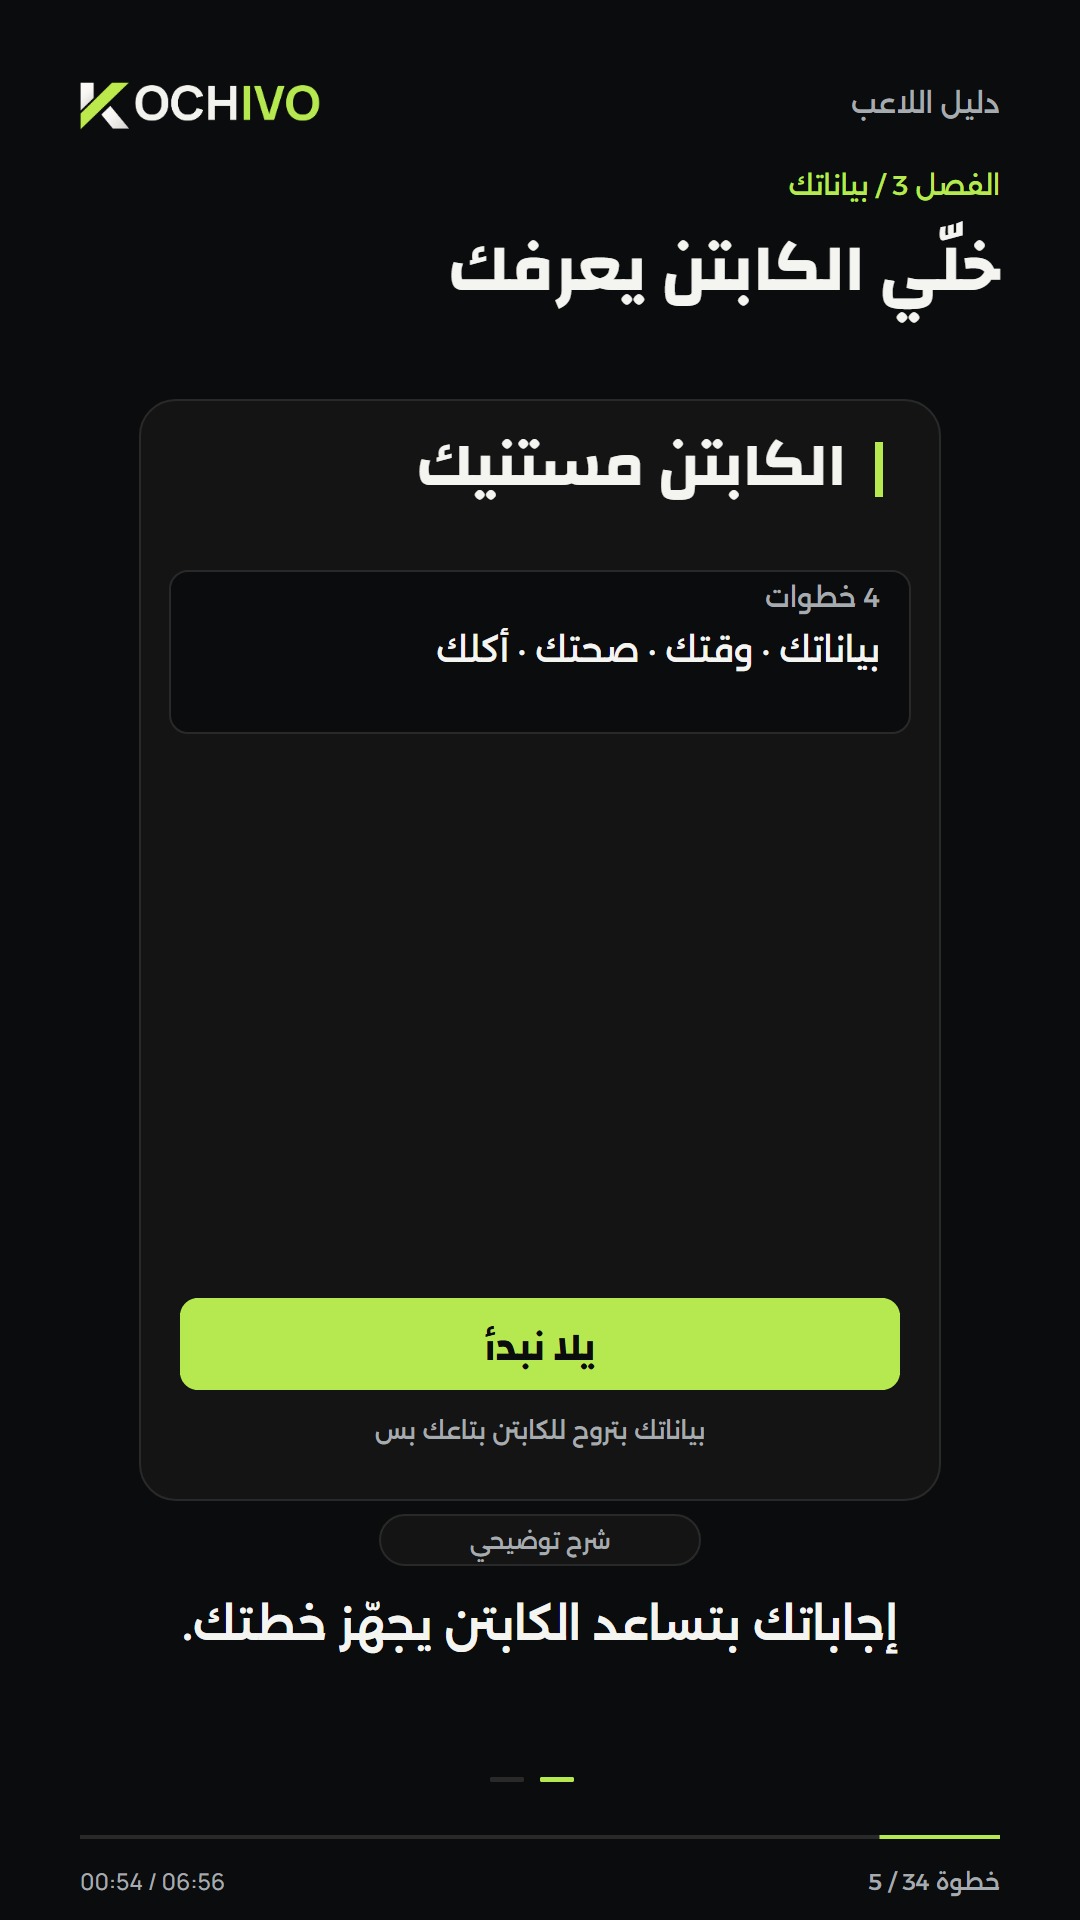 KOCHIVO
دليل اللاعب
الفصل 3 / بياناتك
خلّي الكابتن يعرفك
الكابتن مستنيك
4 خطوات
بياناتك · وقتك · صحتك · أكلك
يلا نبدأ
بياناتك بتروح للكابتن بتاعك بس
شرح توضيحي
إجاباتك بتساعد الكابتن يجهّز خطتك.
خطوة 34 / 5
00:54 / 06:56